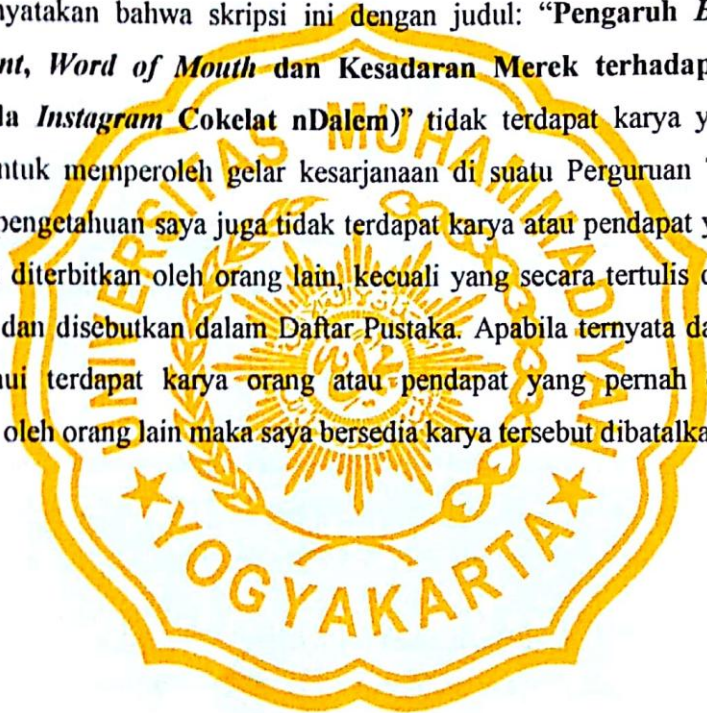 nyatakan bahwa skripsi ini dengan judul: “Pengaruh E
nt, Word of Mouth dan Kesadaran Merek terhadap
la Instagram Cokelat nDalem)” tidak terdapat karya y
ntuk memperoleh gelar kesarjanaan di suatu Perguruan
pengetahuan saya juga tidak terdapat karya atau pendapat y
diterbitkan oleh orang lain, kecuali yang secara tertulis d
dan disebutkan dalam Daftar Pustaka. Apabila ternyata da
ui terdapat karya orang atau pendapat yang pernah
oleh orang lain maka saya bersedia karya tersebut dibatalka
UNIVERSITAS MUHAMMADIYAH
YOGYAKARTA